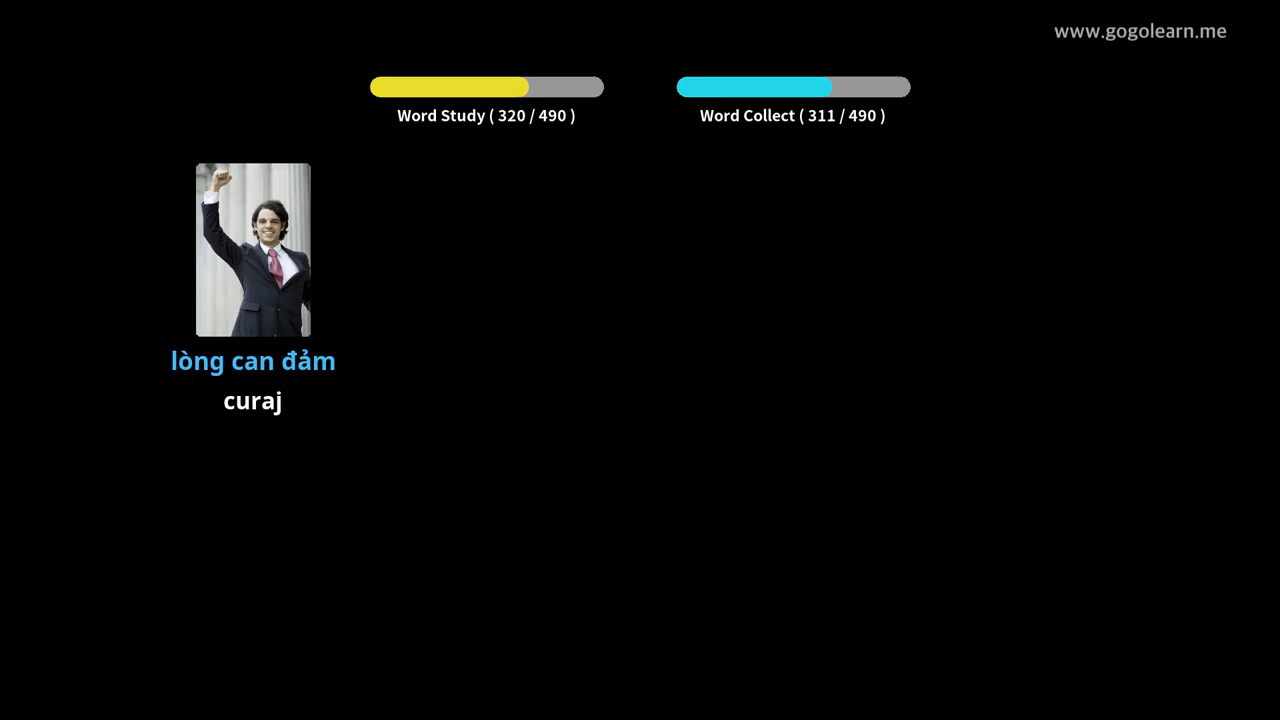 www.gogolearn.me
Word Study ( 320 / 490 )
Word Collect ( 311 / 490 )
lòng can đảm
curaj